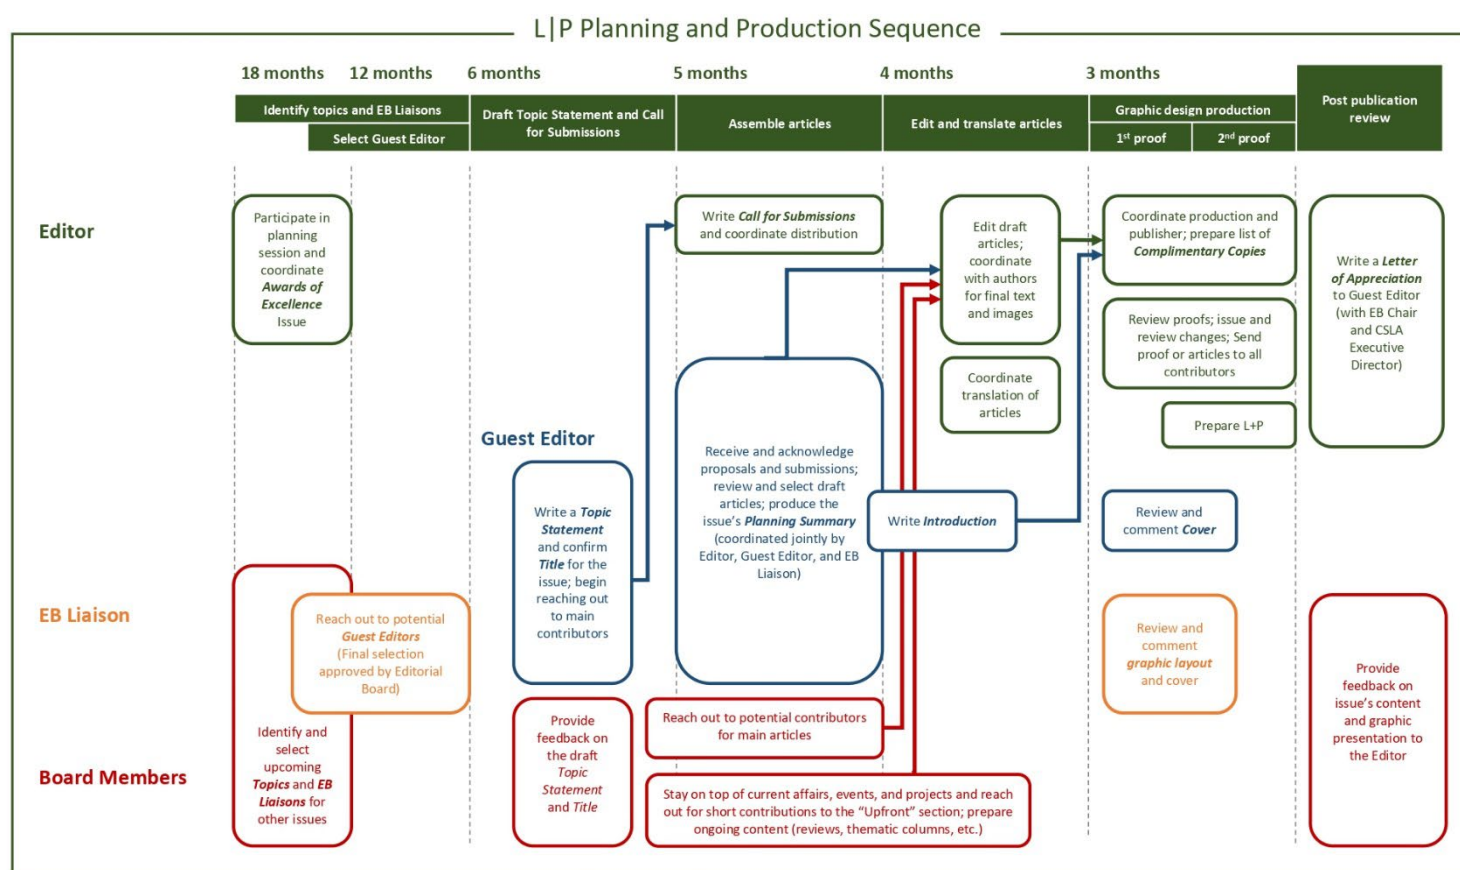 L|P Planning and Production Sequence
18 months
12 months
6 months
5 months
4 months
3 months
Identify topics and EB Liaisons
Select Guest Editor
Draft Topic Statement and Call
for Submissions
Assemble articles
Edit and translate articles
Graphic design production
1st proof
2nd proof
Post publication
review
Editor
Participate in
planning
session and
coordinate
Awards of
Excellence
Issue
Write Call for Submissions
and coordinate distribution
Edit draft
articles;
coordinate
with authors
for final text
and images
Coordinate
translation of
articles
Coordinate production and
publisher; prepare list of
Complimentary Copies
Review proofs; issue and
review changes; Send
proof or articles to all
contributors
Prepare L+P
Write a Letter
of Appreciation
to Guest Editor
(with EB Chair
and CSLA
Executive
Director)
Guest Editor
Write a Topic
Statement
and confirm
Title for the
issue; begin
reaching out
to main
contributors
Receive and acknowledge
proposals and submissions;
review and select draft
articles; produce the
issue's Planning Summary
(coordinated jointly by
Editor, Guest Editor, and EB
Liaison)
Write Introduction
Review and
comment Cover
EB Liaison
Reach out to potential
Guest Editors
(Final selection
approved by Editorial
Board)
Review and
comment
graphic layout
and cover
Board Members
Identify and
select
upcoming
Topics and EB
Liaisons for
other issues
Provide
feedback on
the draft
Topic
Statement
and Title
Reach out to potential contributors
for main articles
Stay on top of current affairs, events, and projects and reach
out for short contributions to the “Upfront” section; prepare
ongoing content (reviews, thematic columns, etc.)
Provide
feedback on
issue's content
and graphic
presentation to
the Editor